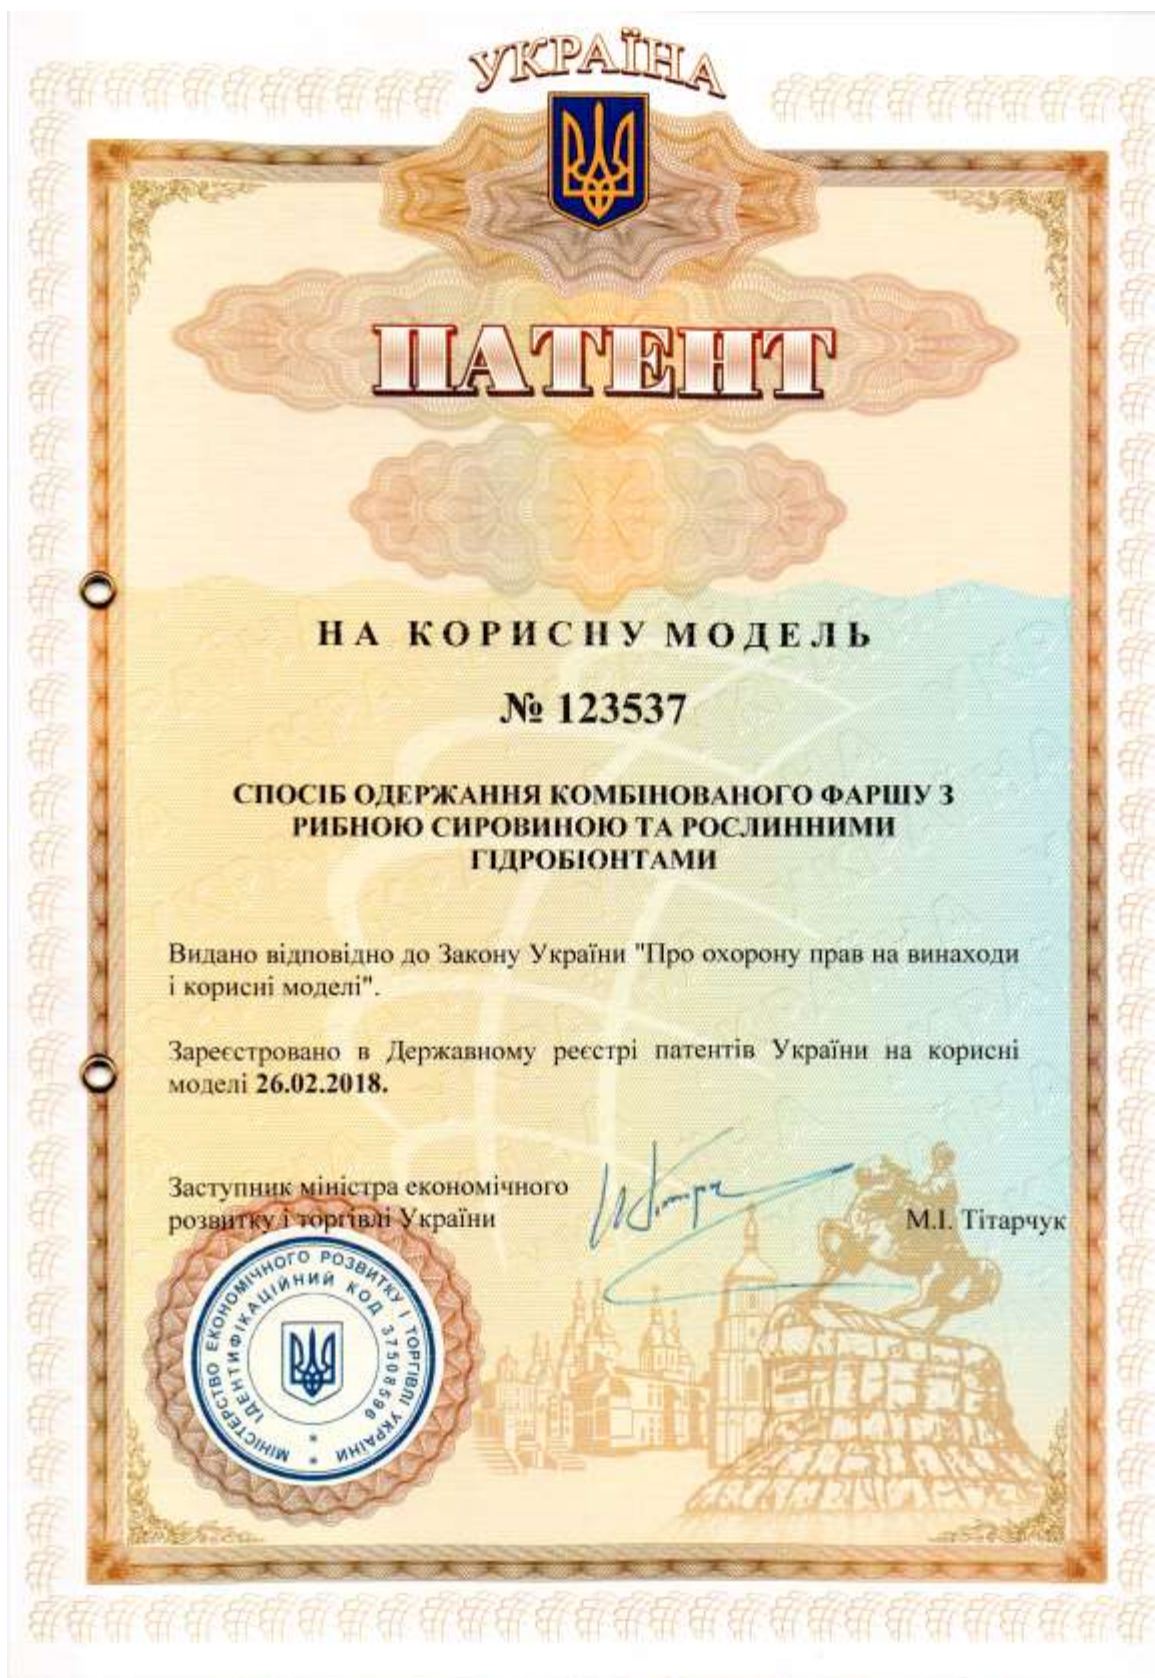 УКРАЇНА
ПАТЕНТ
НА КОРИСНУ МОДЕЛЬ
№ 123537
СПОСІБ ОДЕРЖАННЯ КОМБІНОВАНОГО ФАРШУ З
РИБНОЮ СИРОВИНОЮ ТА РОСЛИННИМИ
ГІДРОБІОНТАМИ
Видано відповідно до Закону України "Про охорону прав на винаходи
і корисні моделі".
Зареєстровано в Державному реєстрі патентів України на корисні
моделі 26.02.2018.
Заступник міністра економічного
розвитку і торгівлі України
М.І. Тітарчук
МІНІСТЕРСТВО ЕКОНОМІЧНОГО РОЗВИТКУ І ТОРГІВЛІ УКРАЇНИ
ІДЕНТИФІКАЦІЙНИЙ КОД 37508596